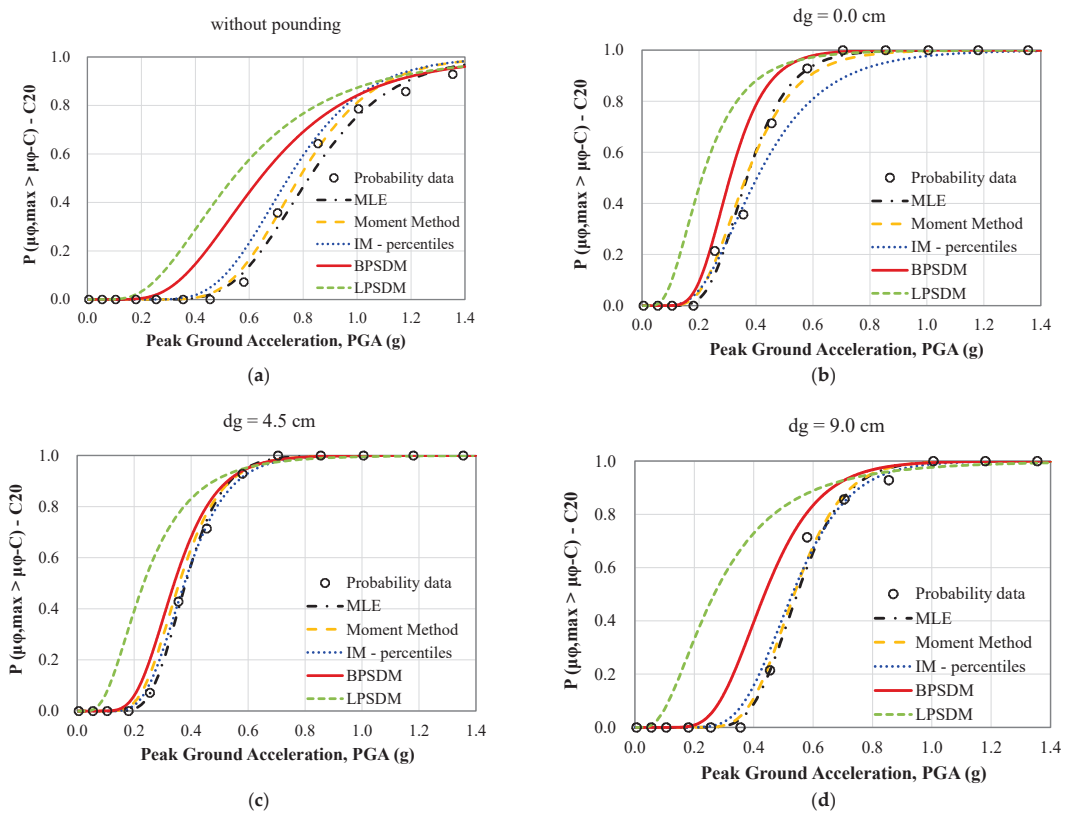 without pounding
1.0
0.8
0.6
0.4
0.2
0.0
P (μφ,max > μφ-C) - C20
Probability data
MLE
Moment Method
IM - percentiles
BPSDM
LPSDM
0.0 0.2 0.4 0.6 0.8 1.0 1.2 1.4
Peak Ground Acceleration, PGA (g)
(a)
dg = 0.0 cm
1.0
0.8
0.6
0.4
0.2
0.0
P (μφ,max > μφ-C) - C20
Probability data
MLE
Moment Method
IM - percentiles
BPSDM
LPSDM
0.0 0.2 0.4 0.6 0.8 1.0 1.2 1.4
Peak Ground Acceleration, PGA (g)
(b)
dg = 4.5 cm
1.0
0.8
0.6
0.4
0.2
0.0
P (μφ,max > μφ-C) - C20
Probability data
MLE
Moment Method
IM - percentiles
BPSDM
LPSDM
0.0 0.2 0.4 0.6 0.8 1.0 1.2 1.4
Peak Ground Acceleration, PGA (g)
(c)
dg = 9.0 cm
1.0
0.8
0.6
0.4
0.2
0.0
P (μφ,max > μφ-C) - C20
Probability data
MLE
Moment Method
IM - percentiles
BPSDM
LPSDM
0.0 0.2 0.4 0.6 0.8 1.0 1.2 1.4
Peak Ground Acceleration, PGA (g)
(d)